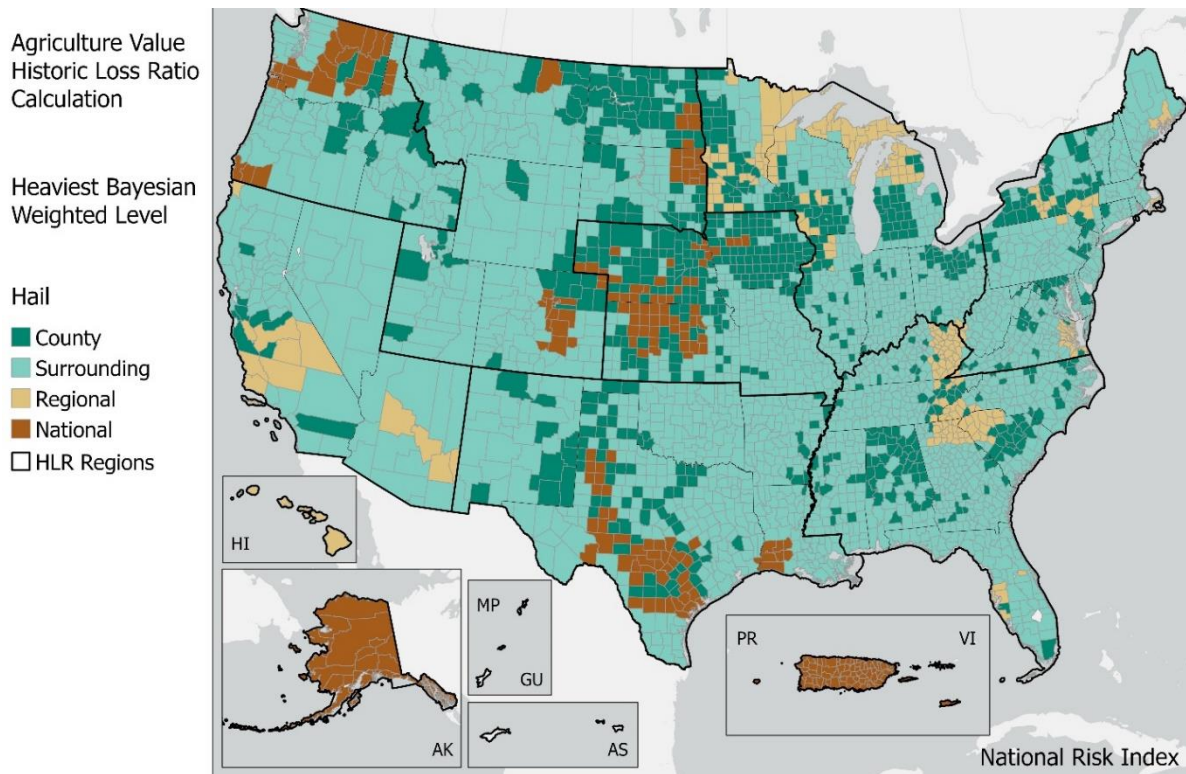 Agriculture Value
Historic Loss Ratio
Calculation
Heaviest Bayesian
Weighted Level
Hail
County
Surrounding
Regional
National
HLR Regions
HI
AK
MP
GU
AS
PR
VI
National Risk Index